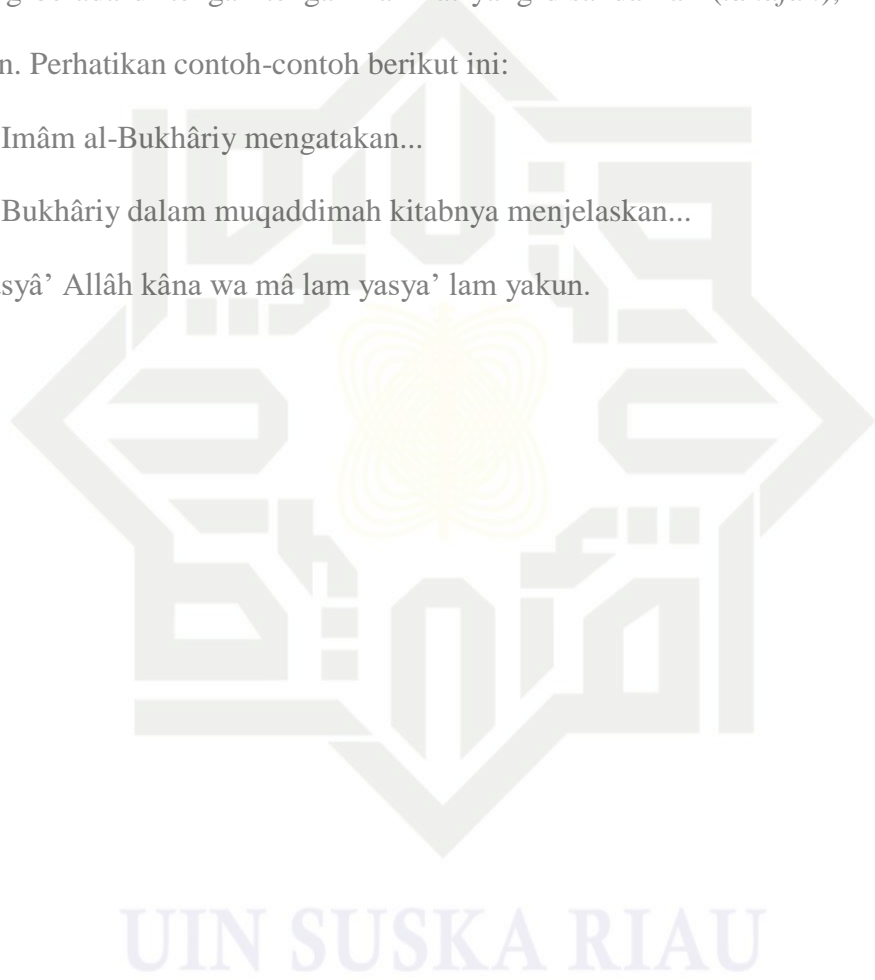 n. Perhatikan contoh-contoh berikut ini:
Imâm al-Bukhâriy mengatakan...
Bukhâriy dalam muqaddimah kitabnya menjelaskan...
syâ’ Allâh kâna wa mâ lam yasya’ lam yakun.
UIN SUSKA RIAU